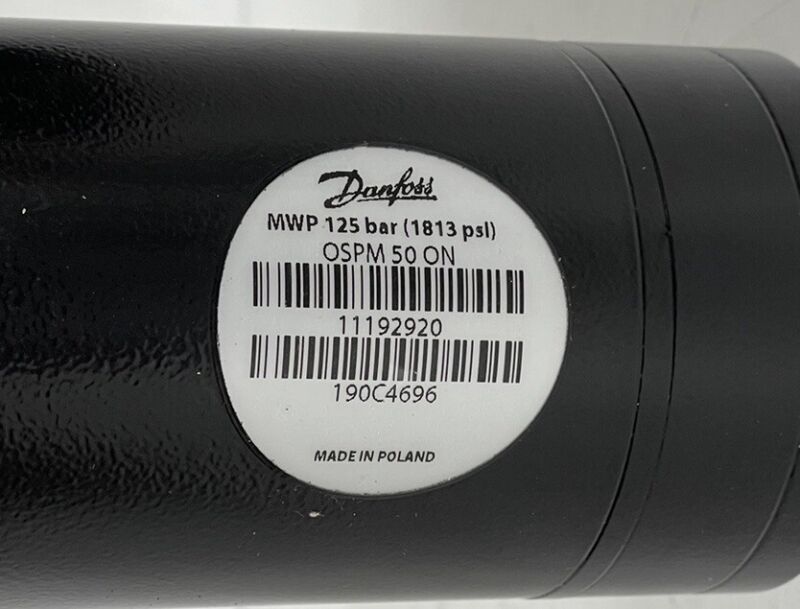 Danfoss
MWP 125 bar (1813 psi)
OSPM 50 ON
11192920
190C4696
MADE IN POLAND